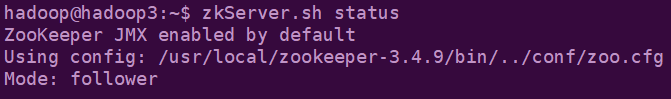 hadoop@hadoop3:~$ zkServer.sh status
ZooKeeper JMX enabled by default
Using config: /usr/local/zookeeper-3.4.9/bin/../conf/zoo.cfg
Mode: follower